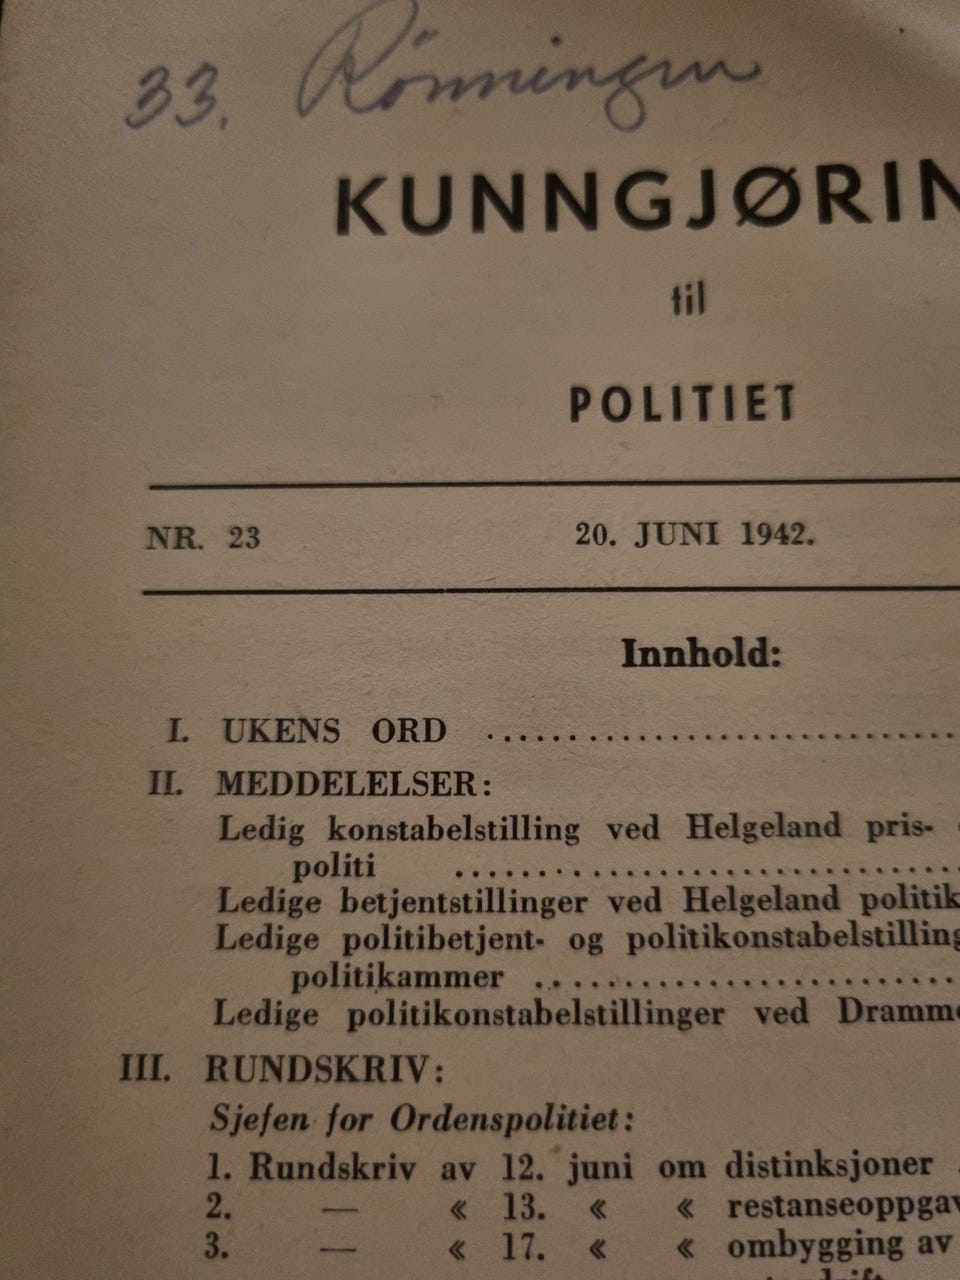 33. Rönningen
KUNNGJØRIN
til
POLITIET
NR. 23 20. JUNI 1942.
Innhold:
I. UKENS ORD ................................
II. MEDDELELSER:
Ledig konstabelstilling ved Helgeland pris-
politi ................................
Ledige betjentstillinger ved Helgeland politik
Ledige politibetjent- og politikonstabelstilling
politikammer ................................
Ledige politikonstabelstillinger ved Dramme
III. RUNDSKRIV:
Sjefen for Ordenspolitiet:
1. Rundskriv av 12. juni om distinksjoner
2. — « 13. « « restanseoppgav
3. — « 17. « « ombygging av